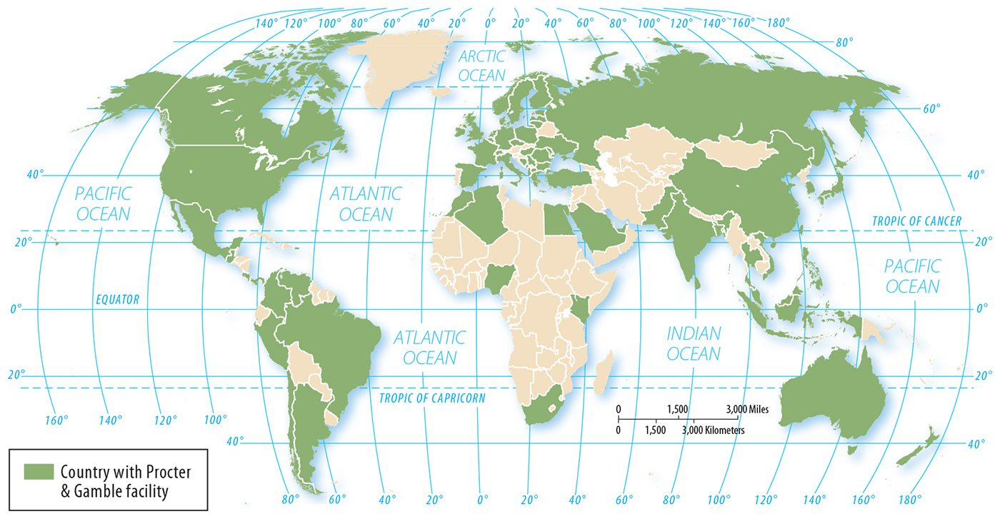 140° 120° 100° 80° 60° 40° 20° 0° 20° 40° 60° 80° 100° 120° 140° 160° 180°
80°
ARCTIC
OCEAN
60°
40°
40°
PACIFIC
OCEAN
ATLANTIC
OCEAN
TROPIC OF CANCER
20°
20°
PACIFIC
OCEAN
EQUATOR
0°
0°
ATLANTIC
OCEAN
INDIAN
OCEAN
20°
20°
TROPIC OF CAPRICORN
160° 140° 120° 100°
0 1,500 3,000 Miles
0 1,500 3,000 Kilometers
40°
40°
Country with Procter
& Gamble facility
80° 60° 40° 20° 0° 20° 40° 60° 80° 100° 120° 140° 160° 180°